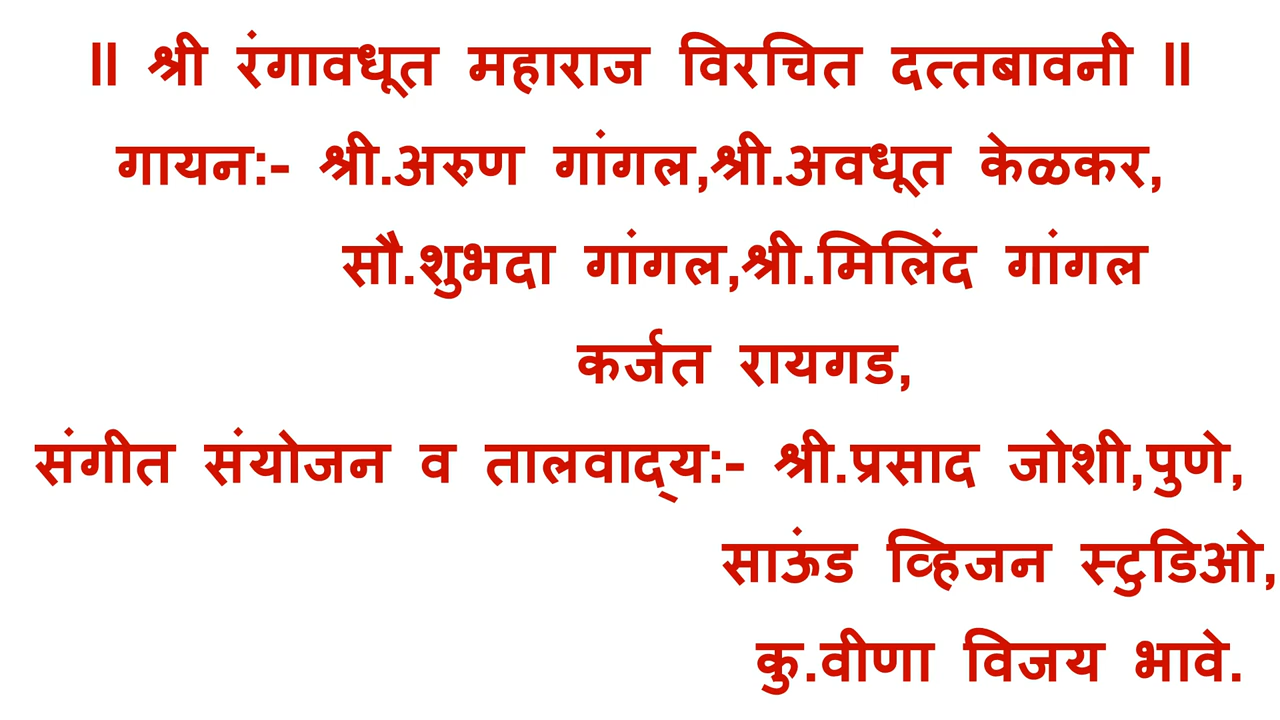 ॥ श्री रंगावधूत महाराज विरचित दत्तबावनी ॥
गायन:- श्री.अरुण गांगल,श्री.अवधूत केळकर,
सौ.शुभदा गांगल,श्री.मिलिंद गांगल
कर्जत रायगड,
संगीत संयोजन व तालवाद्‌य:- श्री.प्रसाद जोशी,पुणे,
साऊंड व्हिजन स्टुडिओ,
कु.वीणा विजय भावे.